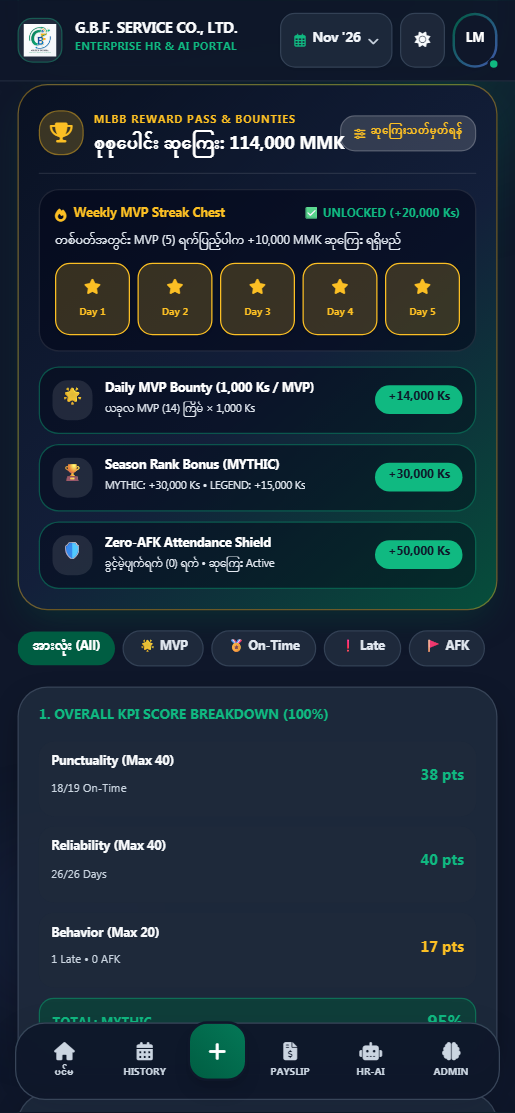 G.B.F. SERVICE CO., LTD.
ENTERPRISE HR & AI PORTAL
Nov '26
LM
MLBB REWARD PASS & BOUNTIES
စုစုပေါင်း ဆုကြေး: 114,000 MMK
ဆုကြေးသတ်မှတ်ရန်
Weekly MVP Streak Chest
✅ UNLOCKED (+20,000 Ks)
တစ်ပတ်အတွင်း MVP (5) ရက်ပြည့်ပါက +10,000 MMK ဆုကြေး ရရှိမည်
Day 1
Day 2
Day 3
Day 4
Day 5
Daily MVP Bounty (1,000 Ks / MVP)
ယခုလ MVP (14) ကြိမ် × 1,000 Ks
+14,000 Ks
Season Rank Bonus (MYTHIC)
MYTHIC: +30,000 Ks • LEGEND: +15,000 Ks
+30,000 Ks
Zero-AFK Attendance Shield
ခွင့်မဲ့ပျက်ရက် (0) ရက် • ဆုကြေး Active
+50,000 Ks
အားလုံး (All)
🌟 MVP
🏅 On-Time
❗ Late
🚩 AFK
1. OVERALL KPI SCORE BREAKDOWN (100%)
Punctuality (Max 40)
18/19 On-Time
38 pts
Reliability (Max 40)
26/26 Days
40 pts
Behavior (Max 20)
1 Late • 0 AFK
17 pts
TOTAL: MYTHIC
95%
ပင်မ
HISTORY
PAYSLIP
HR-AI
ADMIN